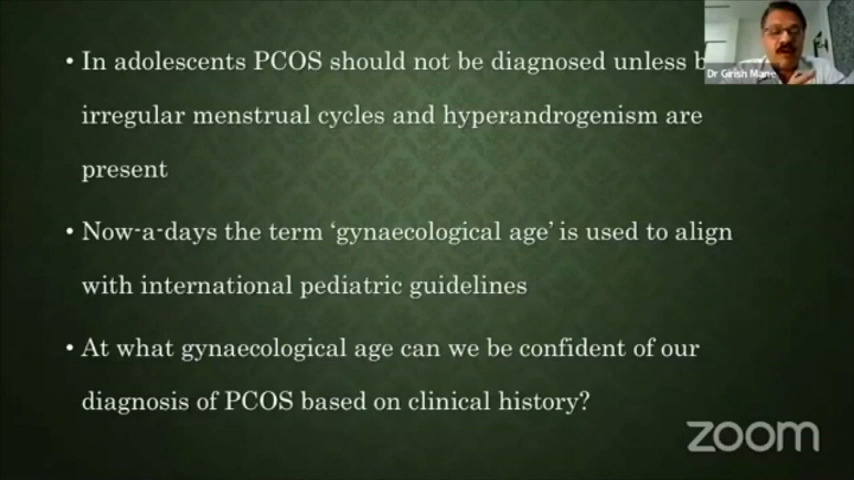 • In adolescents PCOS should not be diagnosed unless
irregular menstrual cycles and hyperandrogenism are
present
• Now-a-days the term ‘gynaecological age’ is used to align
with international pediatric guidelines
• At what gynaecological age can we be confident of our
diagnosis of PCOS based on clinical history?
Dr Girish Mane
zoom